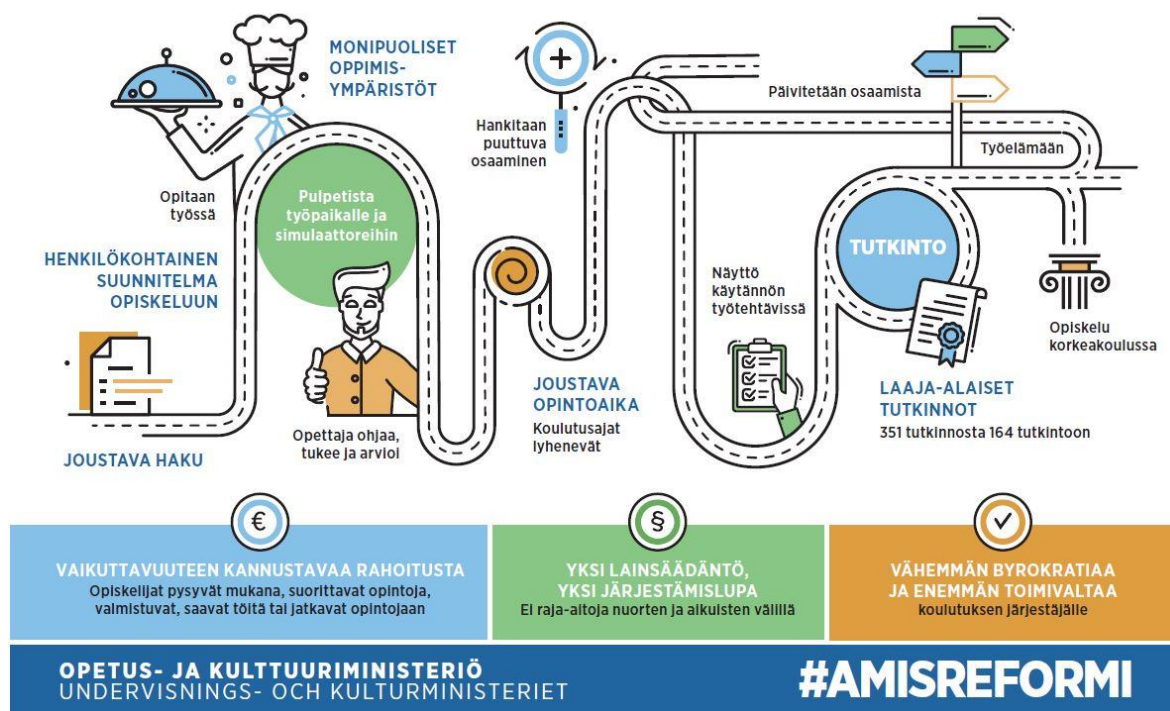 MONIPUOLISET
OPPIMIS-
YMPÄRISTÖT
Opitaan
työssä
Pulpetista
työpaikalle ja
simulaattoreihin
HENKILÖKOHTAINEN
SUUNNITELMA
OPISKELUUN
JOUSTAVA HAKU
Opettaja ohjaa,
tukee ja arvioi
Hankitaan
puuttuva
osaaminen
JOUSTAVA
OPINTOAIKA
Koulutusajat
lyhenevät
Päivitetään osaamista
Työelämään
Näyttö
käytännön
työtehtävissä
TUTKINTO
Opiskelu
korkeakoulussa
LAAJA-ALAISET
TUTKINNOT
351 tutkinnosta 164 tutkintoon
€
VAIKUTTAVUUTEEN KANNUSTAVAA RAHOITUSTA
Opiskelijat pysyvät mukana, suorittavat opintoja,
valmistuvat, saavat töitä tai jatkavat opintojaan
§
YKSI LAINSÄÄDÄNTÖ,
YKSI JÄRJESTÄMISLUPA
Ei raja-aitoja nuorten ja aikuisten välillä
VÄHEMMÄN BYROKRATIAA
JA ENEMMÄN TOIMIVALTAA
koulutuksen järjestäjälle
OPETUS- JA KULTTUURIMINISTERIÖ
UNDERVISNINGS- OCH KULTURMINISTERIET
#AMISREFORMI